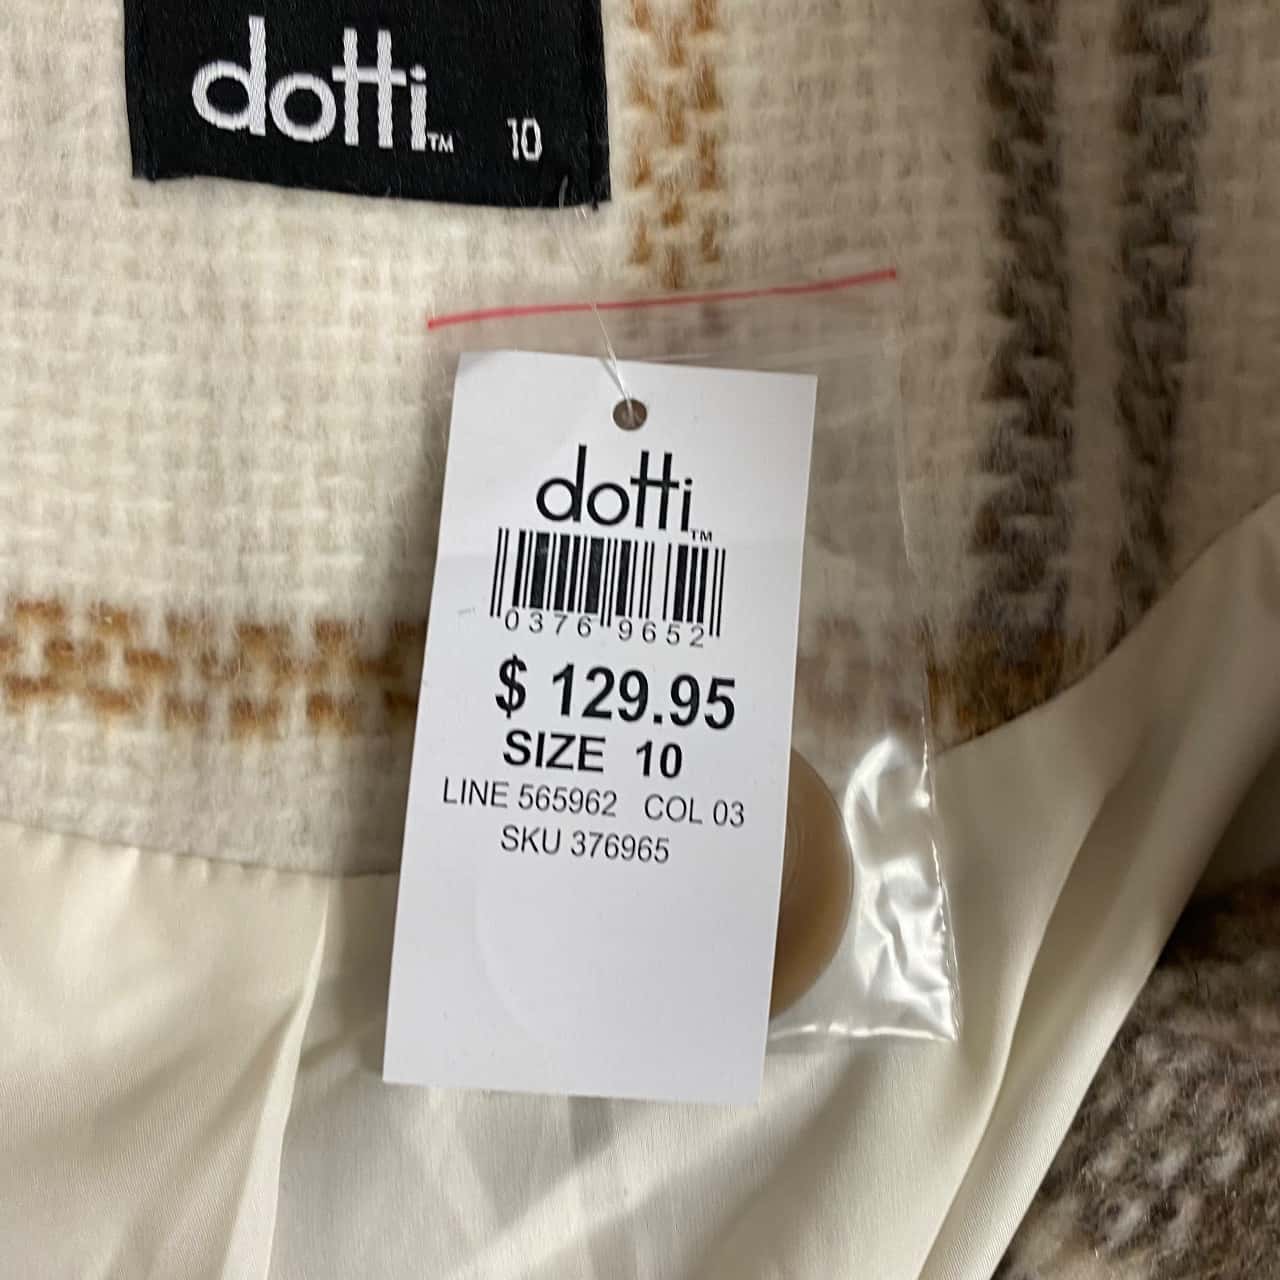 dotti™ 10
dotti™
0376 9652
$ 129.95
SIZE 10
LINE 565962 COL 03
SKU 376965